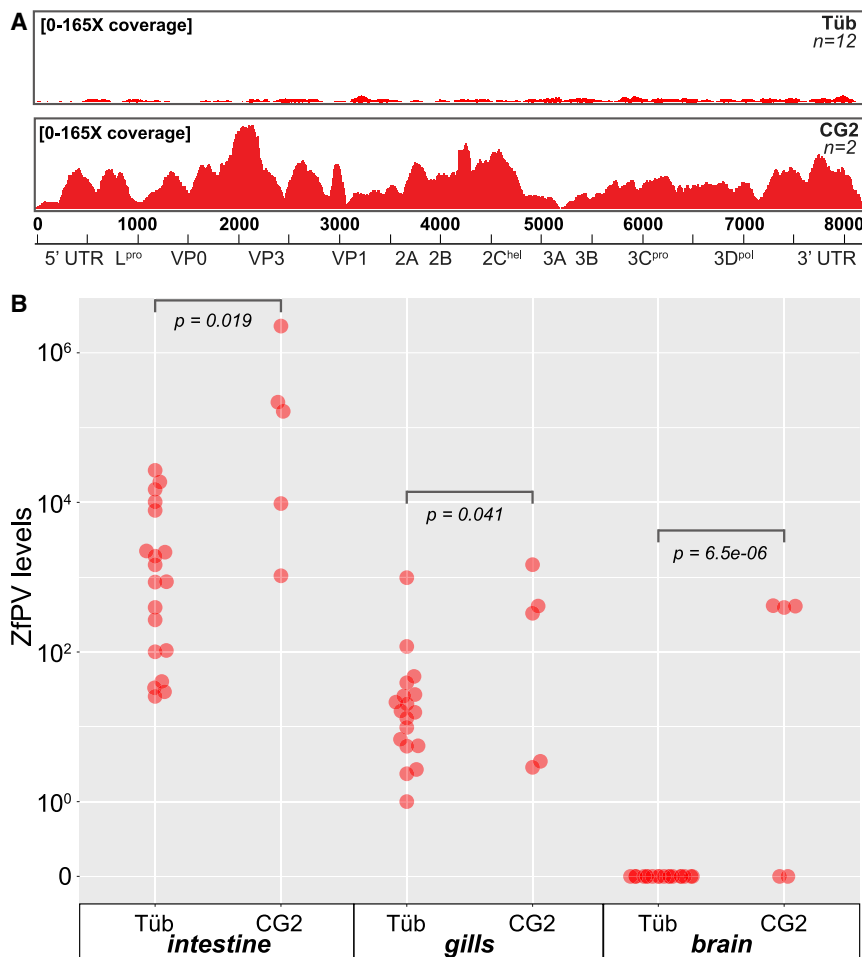 A
[0-165X coverage] Tüb
n=12
[0-165X coverage] CG2
n=2
0 1000 2000 3000 4000 5000 6000 7000 8000
5' UTR Lpro VP0 VP3 VP1 2A 2B 2Chel 3A 3B 3Cpro 3Dpol 3' UTR
B
p = 0.019
p = 0.041
p = 6.5e-06
ZfPV levels
10⁶
10⁴
10²
10⁰
0
Tüb CG2 Tüb CG2 Tüb CG2
intestine gills brain